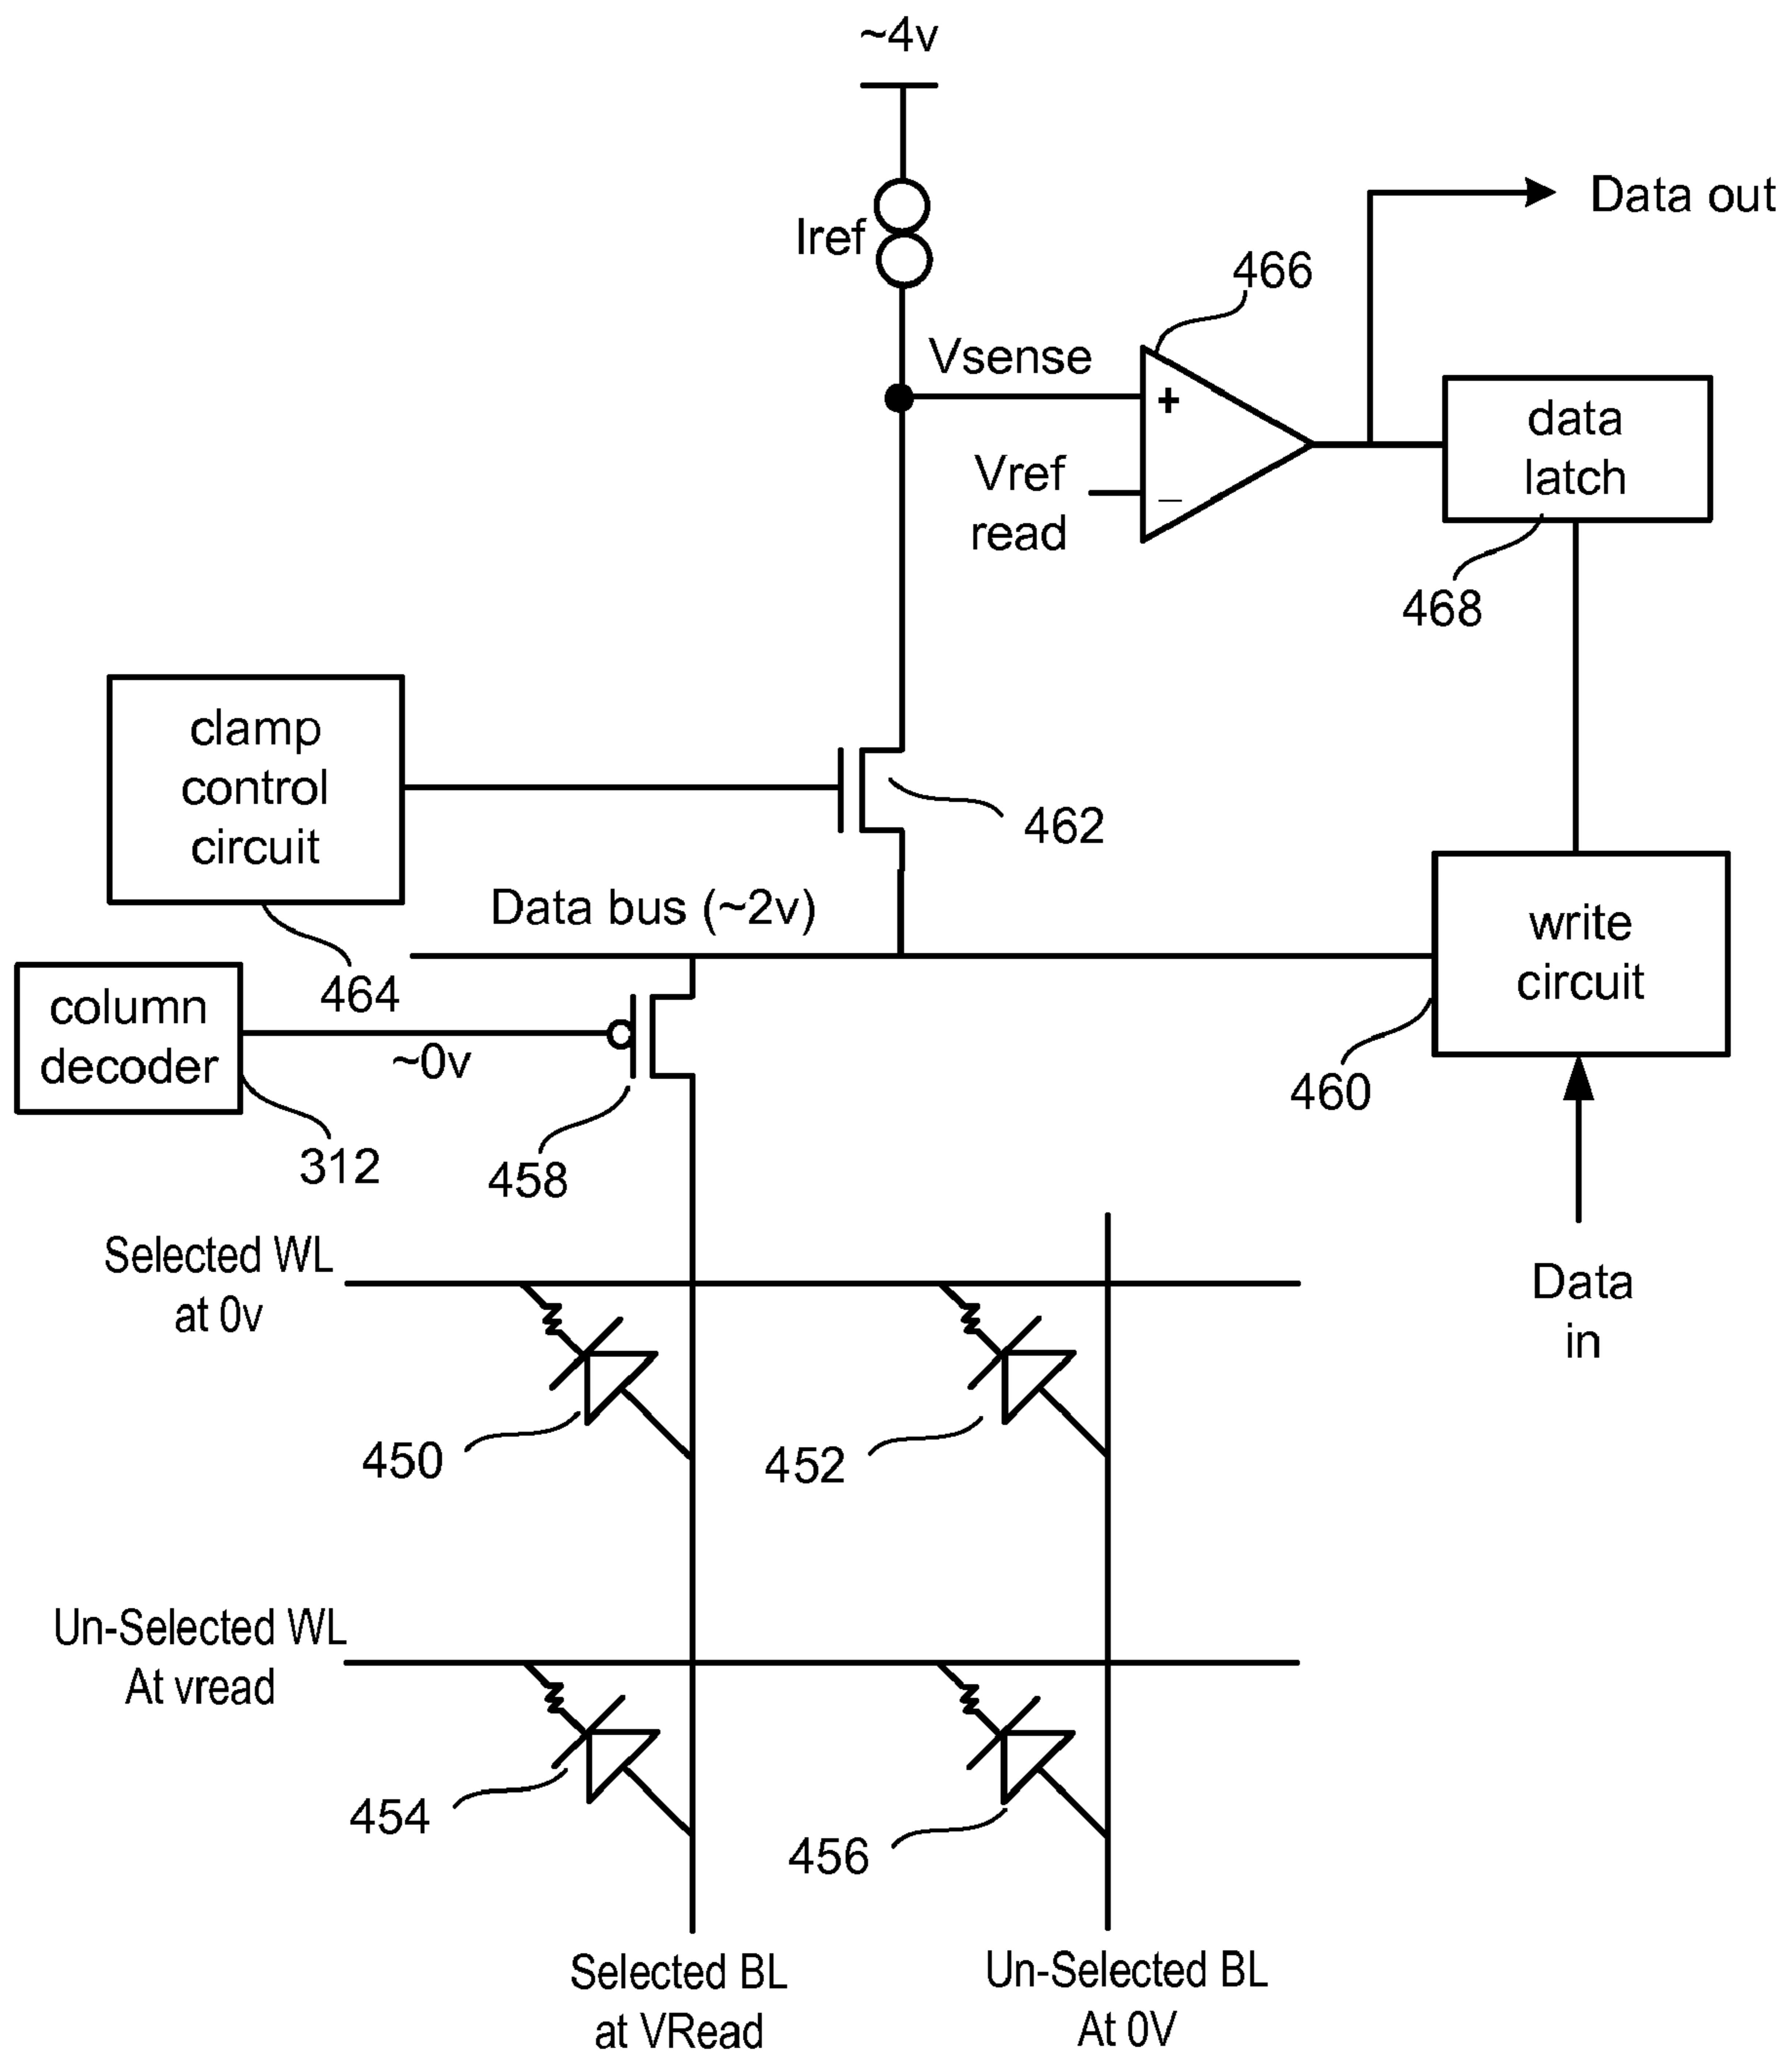 ~4v
Iref
Data out
466
Vsense
+
Vref
read
−
data
latch
468
clamp
control
circuit
462
Data bus (~2v)
464
write
circuit
column
decoder
~0v
460
312
458
Selected WL
at 0v
Data
in
450
452
Un-Selected WL
At vread
454
456
Selected BL
at VRead
Un-Selected BL
At 0V